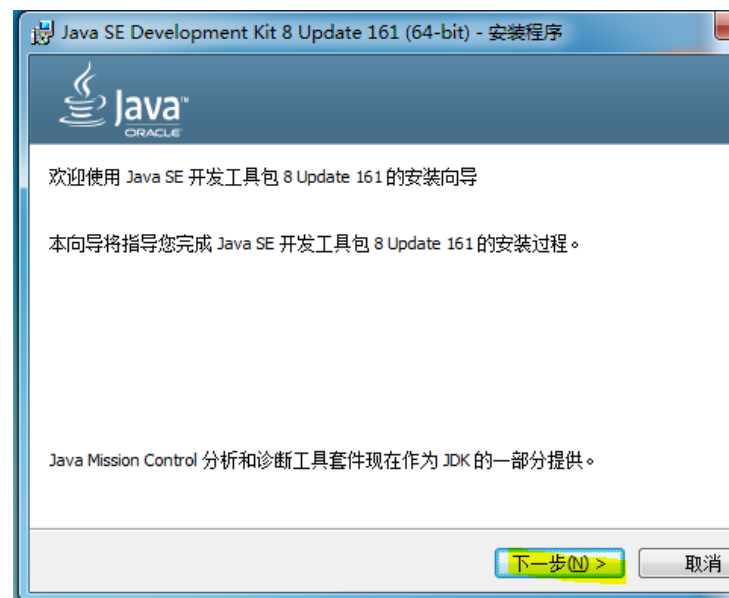 Java SE Development Kit 8 Update 161 (64-bit) - 安装程序
Java™
ORACLE
欢迎使用 Java SE 开发工具包 8 Update 161 的安装向导
本向导将指导您完成 Java SE 开发工具包 8 Update 161 的安装过程。
Java Mission Control 分析和诊断工具套件现在作为 JDK 的一部分提供。
下一步(N) > 取消